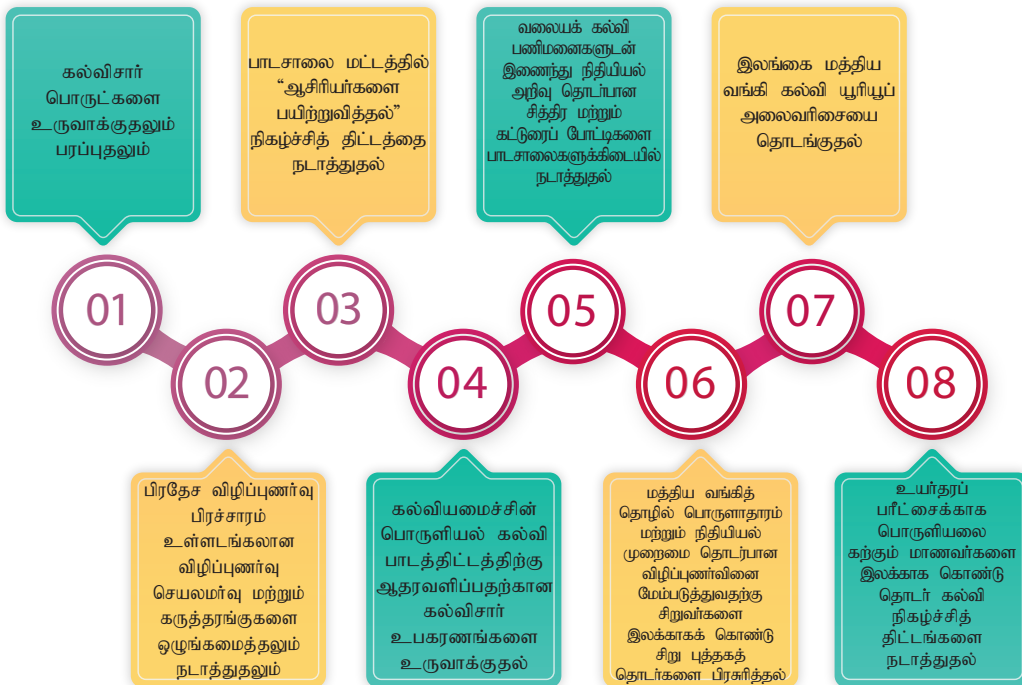 கல்விசார்
பொருட்களை
உருவாக்குதலும்
பரப்புதலும்
01
பிரதேச விழிப்புணர்வு
பிரச்சாரம்
உள்ளடங்கலான
விழிப்புணர்வு
செயலமர்வு மற்றும்
கருத்தரங்குகளை
ஒழுங்கமைத்தலும்
நடாத்துதலும்
02
பாடசாலை மட்டத்தில்
“ஆசிரியர்களை
பயிற்றுவித்தல்”
நிகழ்ச்சித் திட்டத்தை
நடாத்துதல்
03
கல்வியமைச்சின்
பொருளியல் கல்வி
பாடத்திட்டத்திற்கு
ஆதரவளிப்பதற்கான
கல்விசார்
உபகரணங்களை
உருவாக்குதல்
04
வலையக் கல்வி
பணிமனைகளுடன்
இணைந்து நிதியியல்
அறிவு தொடர்பான
சித்திர மற்றும்
கட்டுரைப் போட்டிகளை
பாடசாலைகளுக்கிடையில்
நடாத்துதல்
05
மத்திய வங்கித்
தொழில் பொருளாதாரம்
மற்றும் நிதியியல்
முறைமை தொடர்பான
விழிப்புணர்வினை
மேம்படுத்துவதற்கு
சிறுவர்களை
இலக்காகக் கொண்டு
சிறு புத்தகத்
தொடர்களை பிரசுரித்தல்
06
இலங்கை மத்திய
வங்கி கல்வி யூரியூப்
அலைவரிசையை
தொடங்குதல்
07
உயர்தரப்
பரீட்சைக்காக
பொருளியலை
கற்கும் மாணவர்களை
இலக்காக கொண்டு
தொடர் கல்வி
நிகழ்ச்சித்
திட்டங்களை
நடாத்துதல்
08